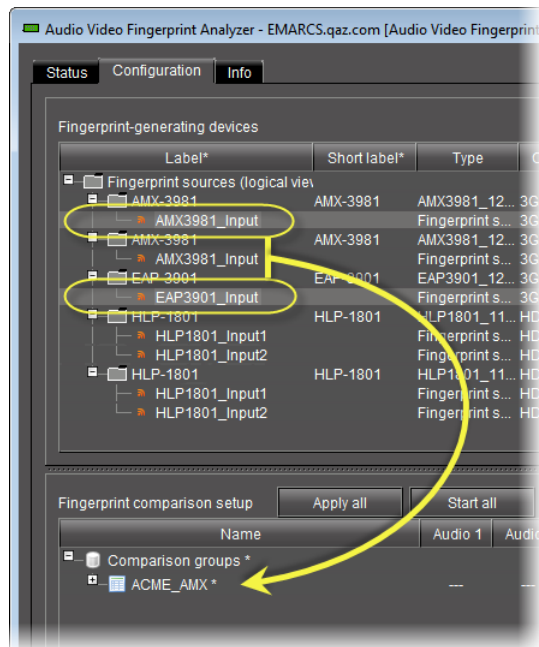 Audio Video Fingerprint Analyzer - EMARCS.qaz.com [Audio Video Fingerprint
Status Configuration Info
Fingerprint-generating devices
Label* Short label* Type
Fingerprint sources (logical view
AMX-3981 AMX-3981 AMX3981_12... 3G
AMX3981_Input Fingerprint s... 3G
AMX-3981 AMX-3981 AMX3981_12... 3G
AMX3981_Input Fingerprint s... 3G
EAP-3901 EAP-3901 EAP3901_12... 3G
EAP3901_Input Fingerprint s... 3G
HLP-1801 HLP-1801 HLP1801_11... HD
HLP1801_Input1 Fingerprint s... HD
HLP1801_Input2 Fingerprint s... HD
HLP-1801 HLP-1801 HLP1801_11... HD
HLP1801_Input1 Fingerprint s... HD
HLP1801_Input2 Fingerprint s... HD
Fingerprint comparison setup Apply all Start all
Name Audio 1 Audio
Comparison groups *
ACME_AMX * --- ---